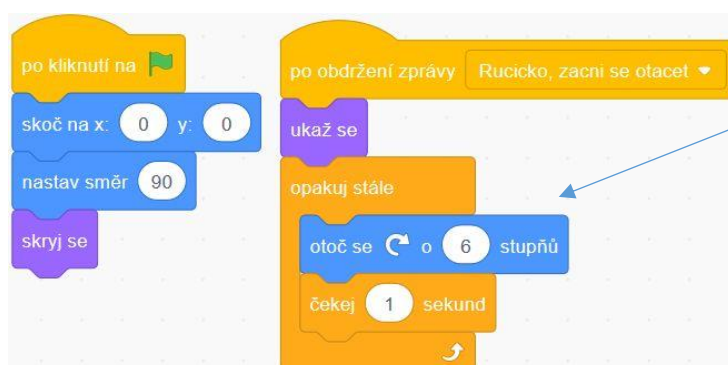 po kliknutí na
skoč na x: 0 y: 0
nastav směr 90
skryj se
po obdržení zprávy Rucicko, zacni se otacet
ukaž se
opakuj stále
otoč se o 6 stupňů
čekej 1 sekund